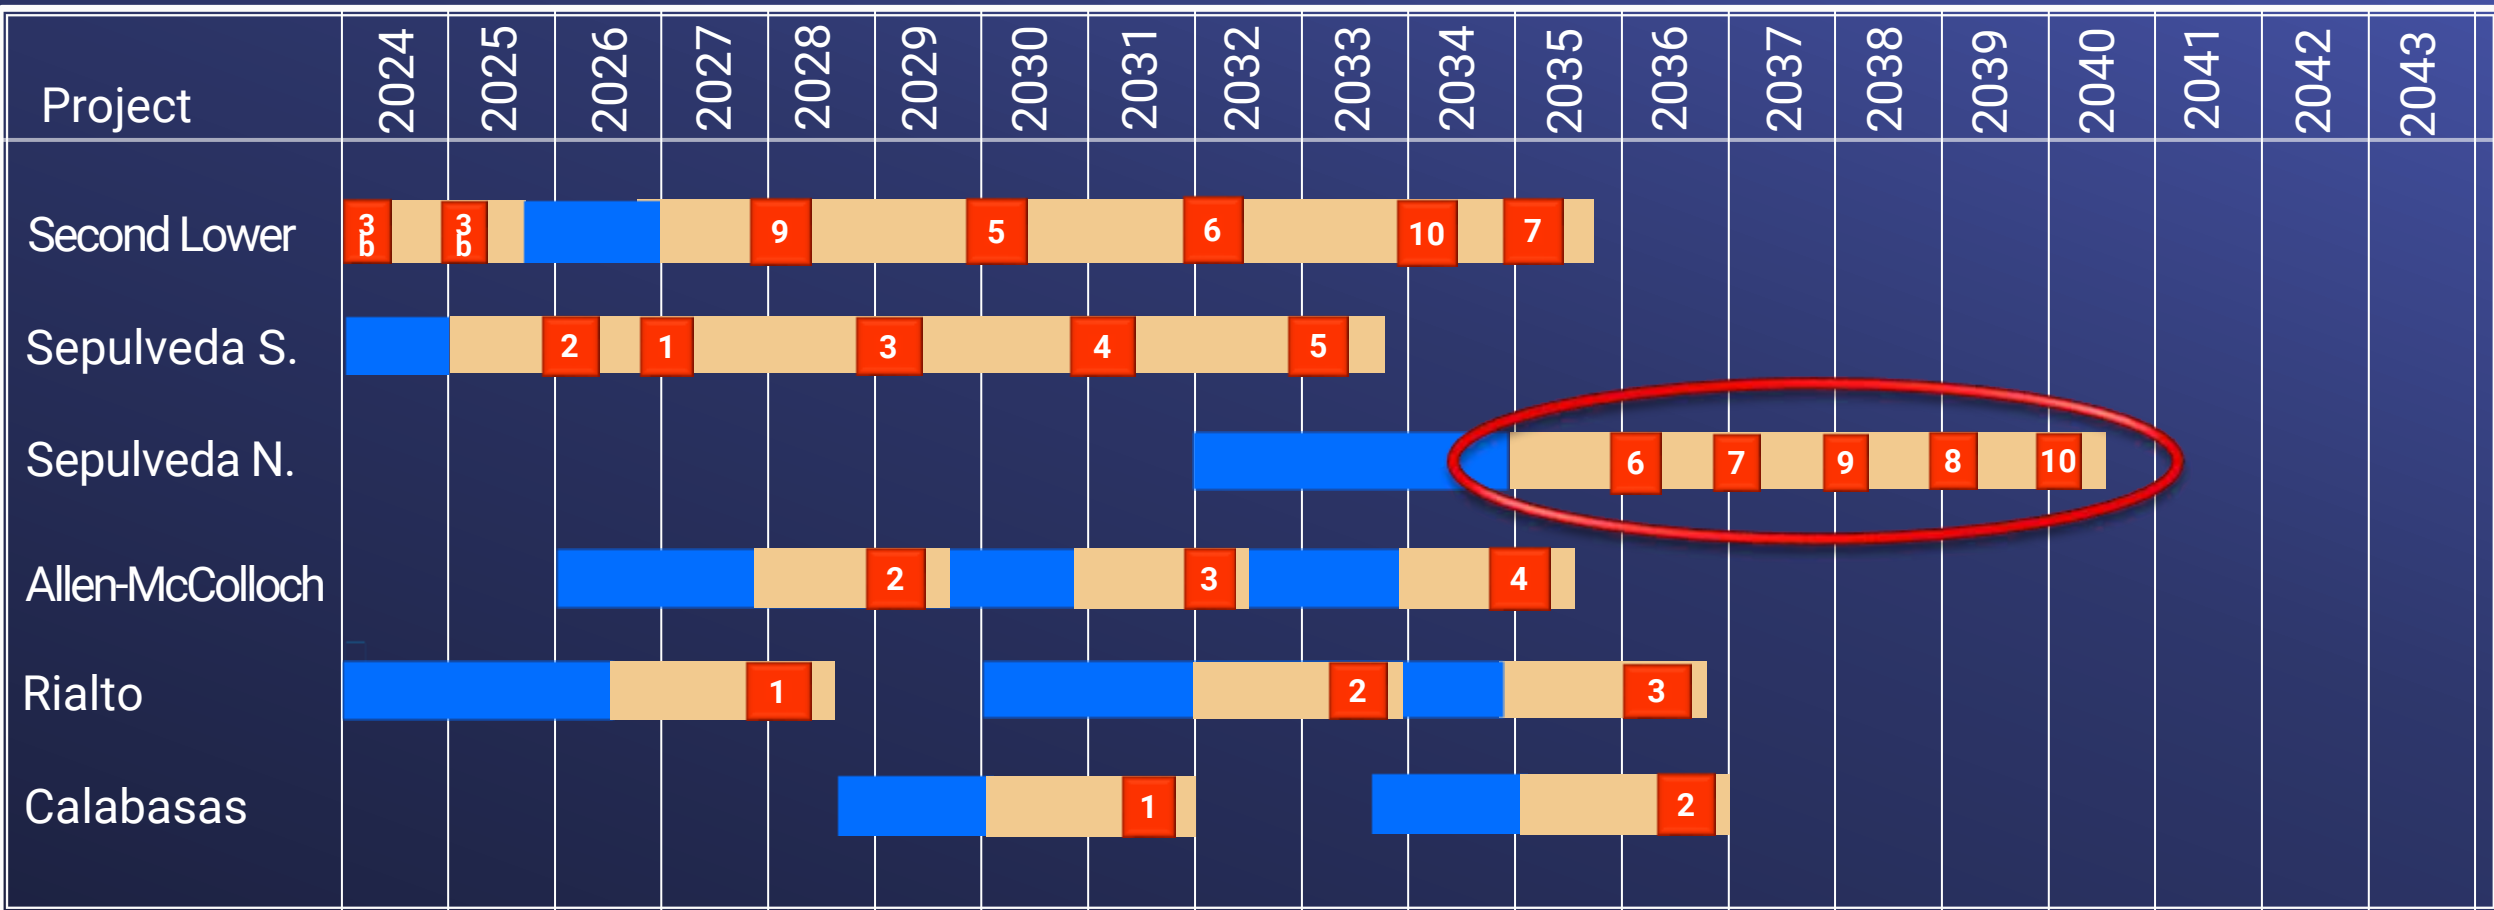 Project 2024 2025 2026 2027 2028 2029 2030 2031 2032 2033 2034 2035 2036 2037 2038 2039 2040 2041 2042 2043
Second Lower 3b 3b 9 5 6 10 7
Sepulveda S. 2 1 3 4 5
Sepulveda N. 6 7 9 8 10
Allen-McColloch 2 3 4
Rialto 1 2 3
Calabasas 1 2